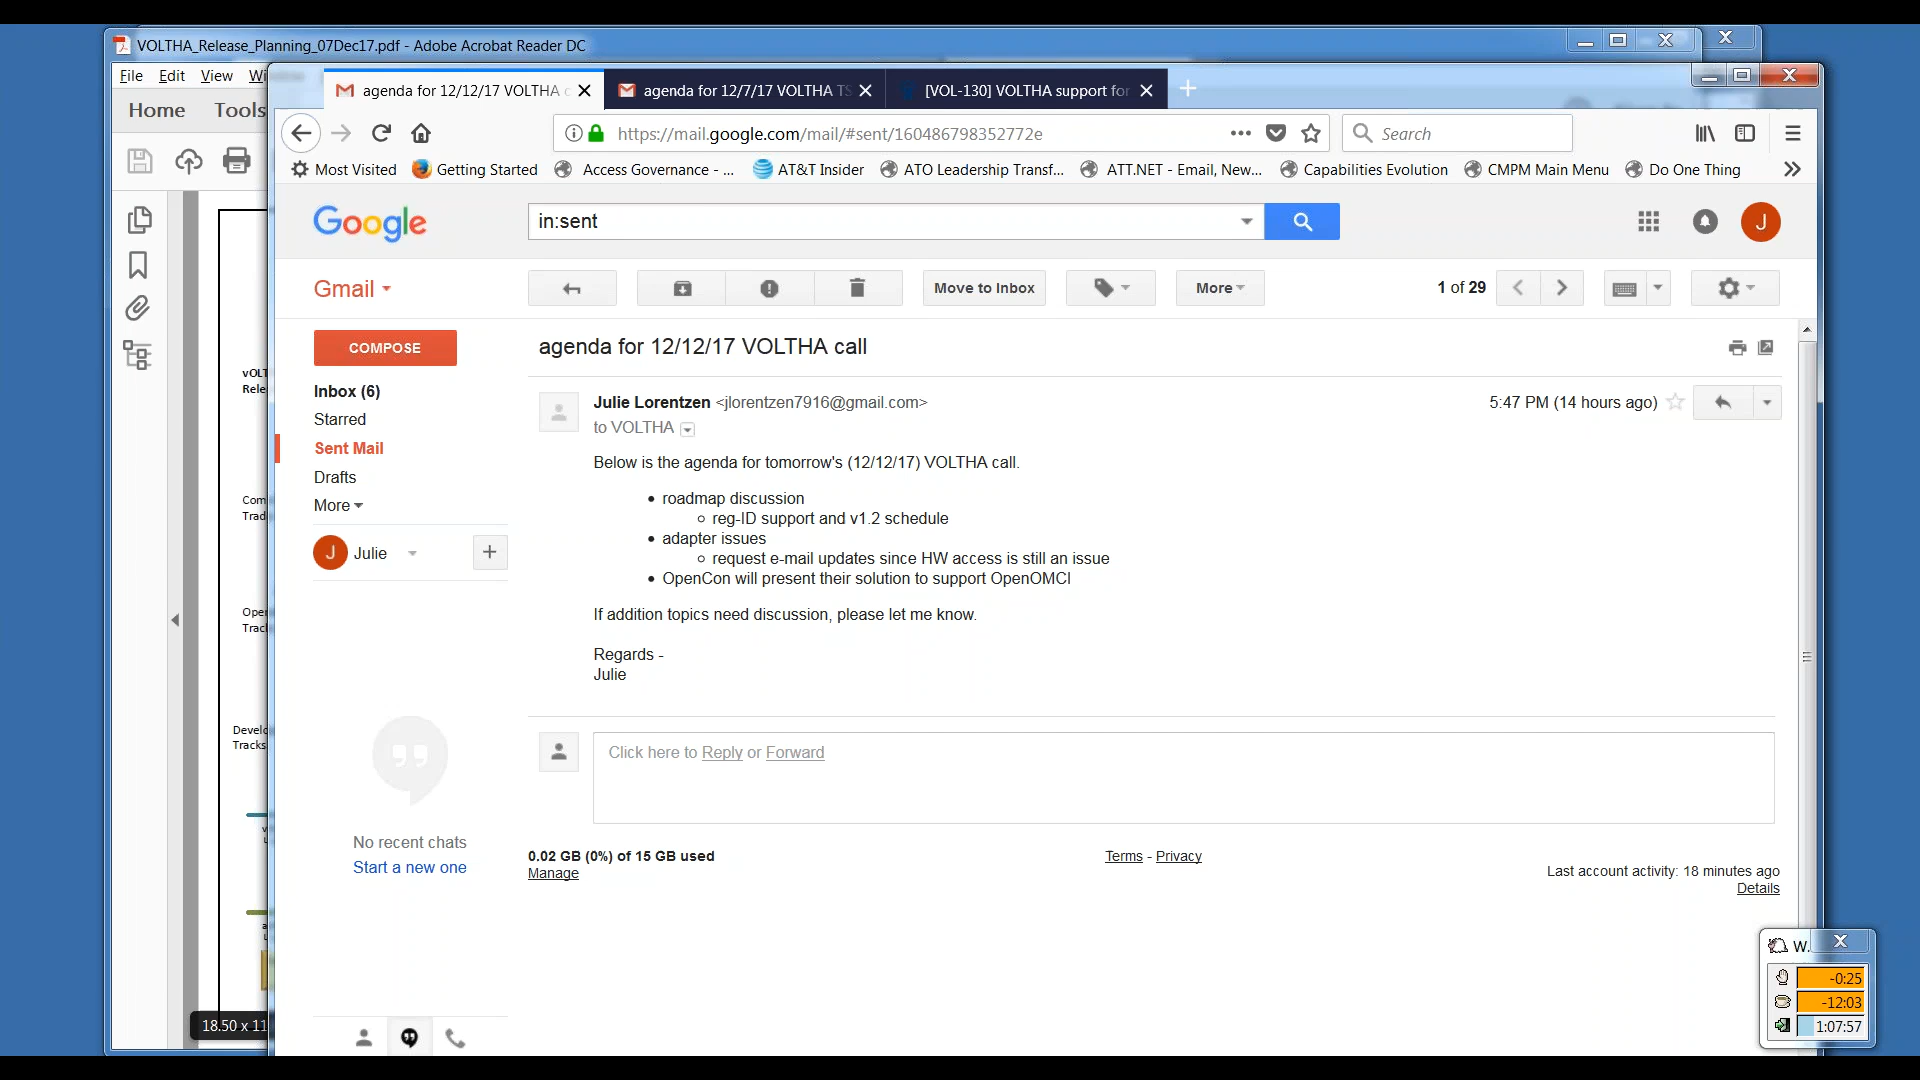 VOLTHA_Release_Planning_07Dec17.pdf - Adobe Acrobat Reader DC
File Edit View
Home Tools
agenda for 12/12/17 VOLTHA
agenda for 12/7/17 VOLTHA TS
[VOL-130] VOLTHA support for
https://mail.google.com/mail/#sent/160486798352772e
Search
Most Visited
Getting Started
Access Governance - ...
AT&T Insider
ATO Leadership Transf...
ATT.NET - Email, New...
Capabilities Evolution
CMPM Main Menu
Do One Thing
Google
in:sent
J
Gmail
Move to Inbox
More
1 of 29
COMPOSE
Inbox (6)
Starred
Sent Mail
Drafts
More
J Julie
agenda for 12/12/17 VOLTHA call
Julie Lorentzen <jlorentzen7916@gmail.com>
5:47 PM (14 hours ago)
to VOLTHA
Below is the agenda for tomorrow's (12/12/17) VOLTHA call.
• roadmap discussion
o reg-ID support and v1.2 schedule
• adapter issues
o request e-mail updates since HW access is still an issue
• OpenCon will present their solution to support OpenOMCI
If addition topics need discussion, please let me know.
Regards -
Julie
Click here to Reply or Forward
No recent chats
Start a new one
0.02 GB (0%) of 15 GB used
Manage
Terms - Privacy
Last account activity: 18 minutes ago
Details
vOLT
Rele
Com
Trad
Oper
Develo
Tracks
18.50 x 11
W.
-0:25
-12:03
1:07:57